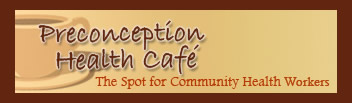 Preconception
Health Café
The Spot for Community Health Workers